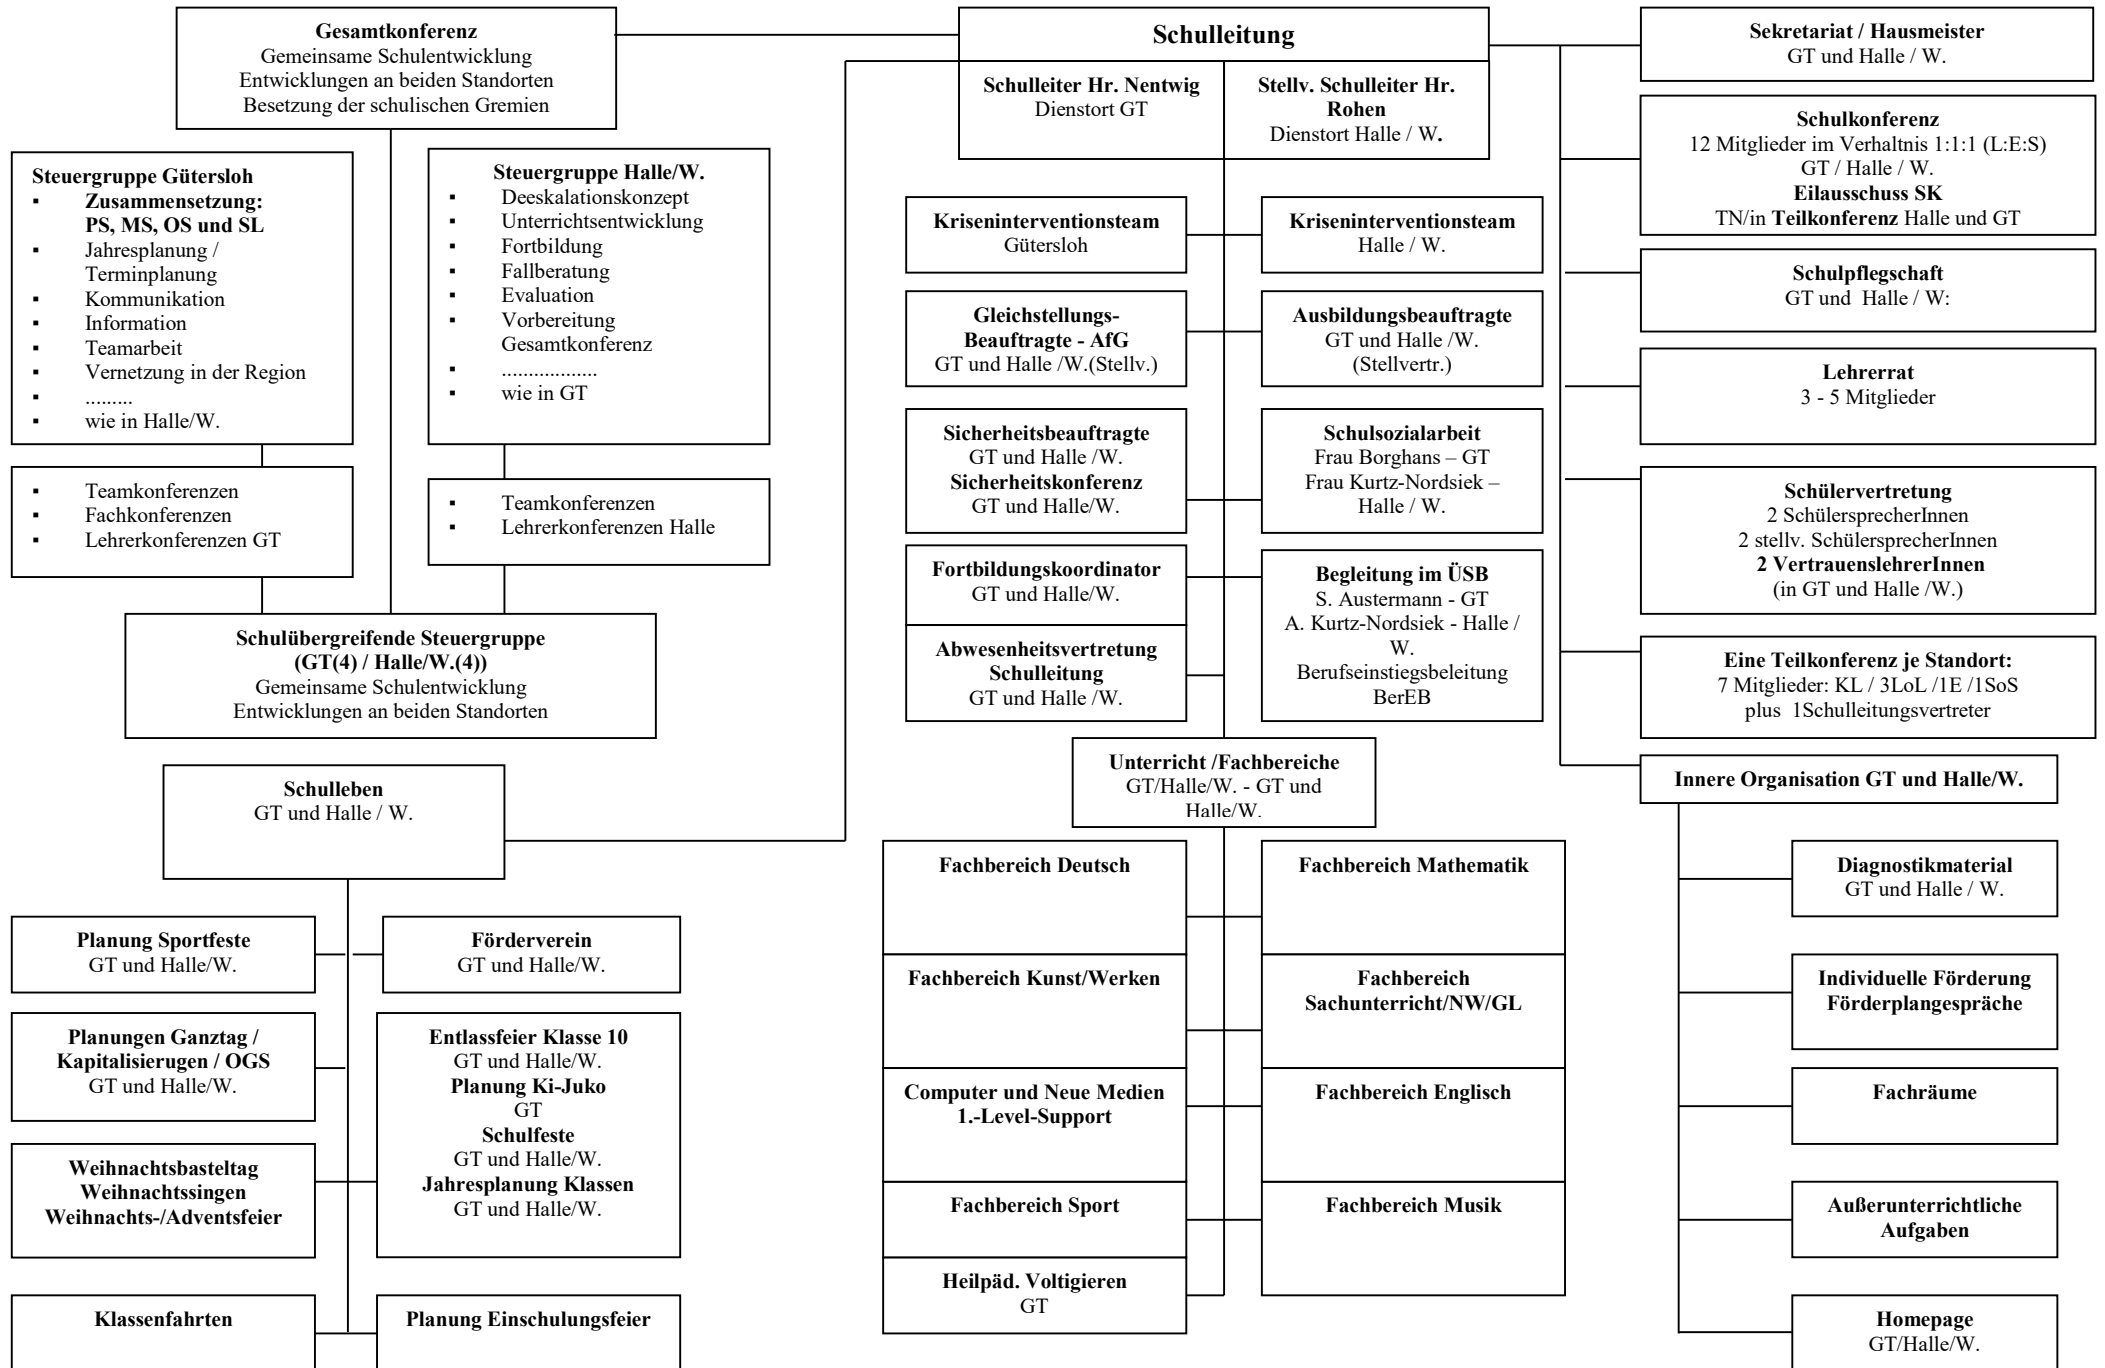 Gesamtkonferenz
Gemeinsame Schulentwicklung
Entwicklungen an beiden Standorten
Besetzung der schulischen Gremien
Schulleitung
Schulleiter Hr. Nentwig
Dienstort GT
Stellv. Schulleiter Hr.
Rohen
Dienstort Halle / W.
Sekretariat / Hausmeister
GT und Halle / W.
Schulkonferenz
12 Mitglieder im Verhaltnis 1:1:1 (L:E:S)
GT / Halle / W.
Eilausschuss SK
TN/in Teilkonferenz Halle und GT
Schulpflegschaft
GT und Halle / W:
Lehrerrat
3 - 5 Mitglieder
Schülervertretung
2 SchülersprecherInnen
2 stellv. SchülersprecherInnen
2 VertrauenslehrerInnen
(in GT und Halle /W.)
Eine Teilkonferenz je Standort:
7 Mitglieder: KL / 3LoL /1E /1SoS
plus 1Schulleitungsvertreter
Innere Organisation GT und Halle/W.
Diagnostikmaterial
GT und Halle / W.
Individuelle Förderung
Förderplangespräche
Fachräume
Außerunterrichtliche
Aufgaben
Homepage
GT/Halle/W.
Steuergruppe Gütersloh
▪ Zusammensetzung:
PS, MS, OS und SL
▪ Jahresplanung /
Terminplanung
▪ Kommunikation
▪ Information
▪ Teamarbeit
▪ Vernetzung in der Region
▪ .........
▪ wie in Halle/W.
Steuergruppe Halle/W.
▪ Deeskalationskonzept
▪ Unterrichtsentwicklung
▪ Fortbildung
▪ Fallberatung
▪ Evaluation
▪ Vorbereitung
Gesamtkonferenz
▪ ..................
▪ wie in GT
▪ Teamkonferenzen
▪ Fachkonferenzen
▪ Lehrerkonferenzen GT
▪ Teamkonferenzen
▪ Lehrerkonferenzen Halle
Schulübergreifende Steuergruppe
(GT(4) / Halle/W.(4))
Gemeinsame Schulentwicklung
Entwicklungen an beiden Standorten
Kriseninterventionsteam
Gütersloh
Kriseninterventionsteam
Halle / W.
Gleichstellungs-
Beauftragte - AfG
GT und Halle /W.(Stellv.)
Ausbildungsbeauftragte
GT und Halle /W.
(Stellvertr.)
Sicherheitsbeauftragte
GT und Halle /W.
Sicherheitskonferenz
GT und Halle/W.
Schulsozialarbeit
Frau Borghans – GT
Frau Kurtz-Nordsiek –
Halle / W.
Fortbildungskoordinator
GT und Halle/W.
Abwesenheitsvertretung
Schulleitung
GT und Halle /W.
Begleitung im ÜSB
S. Austermann - GT
A. Kurtz-Nordsiek - Halle /
W.
Berufseinstiegsbeleitung
BerEB
Unterricht /Fachbereiche
GT/Halle/W. - GT und
Halle/W.
Fachbereich Deutsch
Fachbereich Mathematik
Fachbereich Kunst/Werken
Fachbereich
Sachunterricht/NW/GL
Computer und Neue Medien
1.-Level-Support
Fachbereich Englisch
Fachbereich Sport
Fachbereich Musik
Heilpäd. Voltigieren
GT
Schulleben
GT und Halle / W.
Planung Sportfeste
GT und Halle/W.
Förderverein
GT und Halle/W.
Planungen Ganztag /
Kapitalisierugen / OGS
GT und Halle/W.
Entlassfeier Klasse 10
GT und Halle/W.
Planung Ki-Juko
GT
Schulfeste
GT und Halle/W.
Jahresplanung Klassen
GT und Halle/W.
Weihnachtsbasteltag
Weihnachtssingen
Weihnachts-/Adventsfeier
Klassenfahrten
Planung Einschulungsfeier